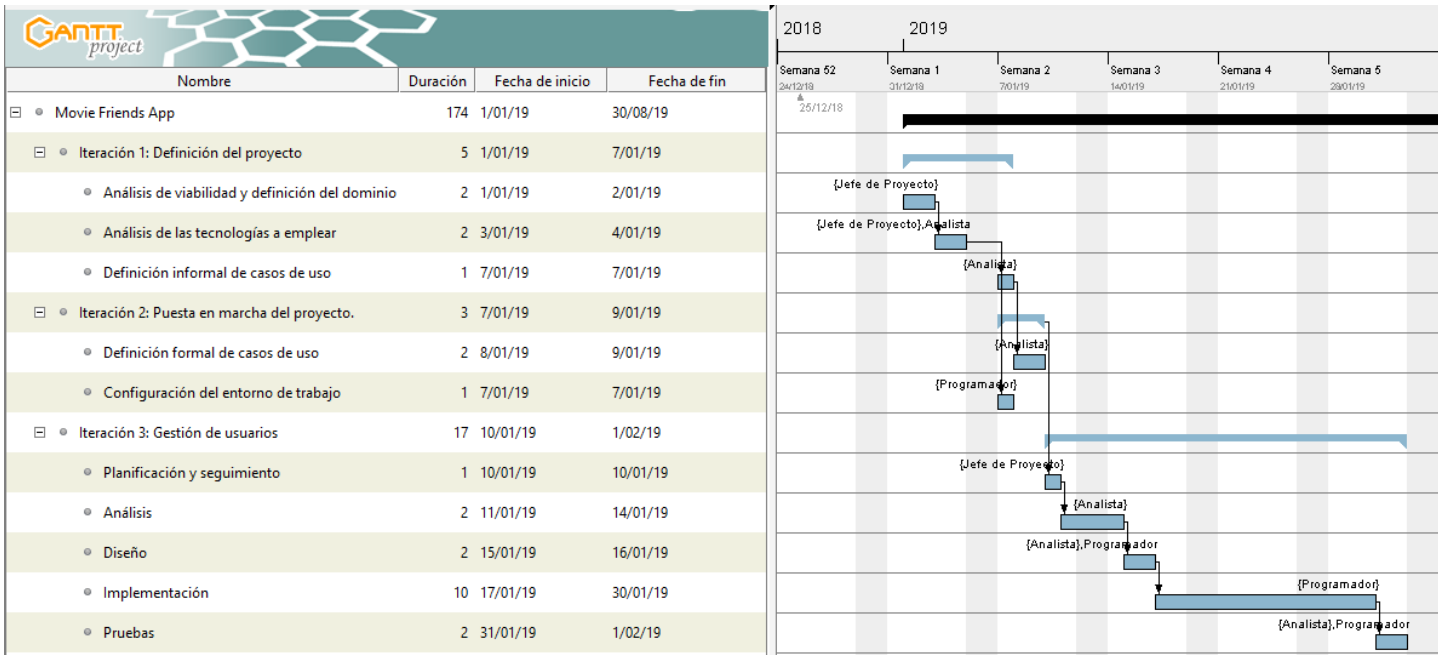 GANTT project
2018 2019
Nombre Duración Fecha de inicio Fecha de fin
Semana 52 Semana 1 Semana 2 Semana 3 Semana 4 Semana 5
24/12/18 31/12/18 7/01/19 14/01/19 21/01/19 28/01/19
25/12/18
Movie Friends App 174 1/01/19 30/08/19
Iteración 1: Definición del proyecto 5 1/01/19 7/01/19
Análisis de viabilidad y definición del dominio 2 1/01/19 2/01/19 {Jefe de Proyecto}
Análisis de las tecnologías a emplear 2 3/01/19 4/01/19 {Jefe de Proyecto},Analista
Definición informal de casos de uso 1 7/01/19 7/01/19 {Analista}
Iteración 2: Puesta en marcha del proyecto. 3 7/01/19 9/01/19
Definición formal de casos de uso 2 8/01/19 9/01/19 {Analista}
Configuración del entorno de trabajo 1 7/01/19 7/01/19 {Programador}
Iteración 3: Gestión de usuarios 17 10/01/19 1/02/19
Planificación y seguimiento 1 10/01/19 10/01/19 {Jefe de Proyecto}
Análisis 2 11/01/19 14/01/19 {Analista}
Diseño 2 15/01/19 16/01/19 {Analista},Programador
Implementación 10 17/01/19 30/01/19 {Programador}
Pruebas 2 31/01/19 1/02/19 {Analista},Programador